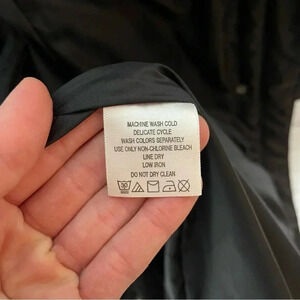 MACHINE WASH COLD
DELICATE CYCLE
WASH COLORS SEPARATELY
USE ONLY NON-CHLORINE BLEACH
LINE DRY
LOW IRON
DO NOT DRY CLEAN
30